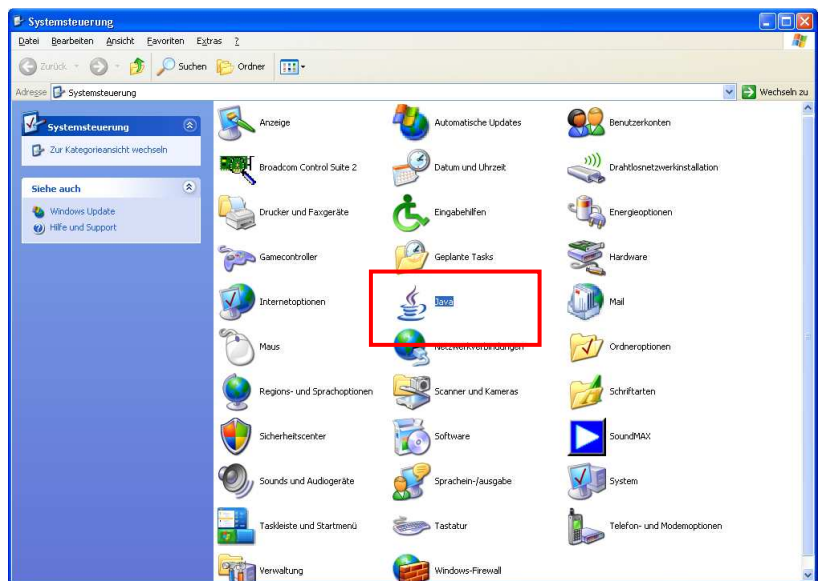 Systemsteuerung
Datei Bearbeiten Ansicht Favoriten Extras ?
Zurück Suchen Ordner
Adresse Systemsteuerung Wechseln zu
Systemsteuerung
Zur Kategorieansicht wechseln
Siehe auch
Windows Update
Hilfe und Support
Anzeige Automatische Updates Benutzerkonten
Broadcom Control Suite 2 Datum und Uhrzeit Drahtlosnetzwerkinstallation
Drucker und Faxgeräte Eingabehilfen Energieoptionen
Gamecontroller Geplante Tasks Hardware
Internetoptionen Java Mail
Maus Netzwerkverbindungen Ordneroptionen
Regions- und Sprachoptionen Scanner und Kameras Schriftarten
Sicherheitscenter Software SoundMAX
Sounds und Audiogeräte Sprachein-/ausgabe System
Taskleiste und Startmenü Tastatur Telefon- und Modemoptionen
Verwaltung Windows-Firewall